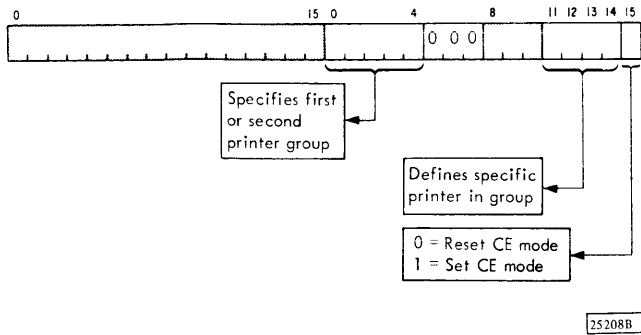 0 15 0 4 8 11 12 13 14 15
0 0 0
Specifies first
or second
printer group
Defines specific
printer in group
0 = Reset CE mode
1 = Set CE mode
25208B